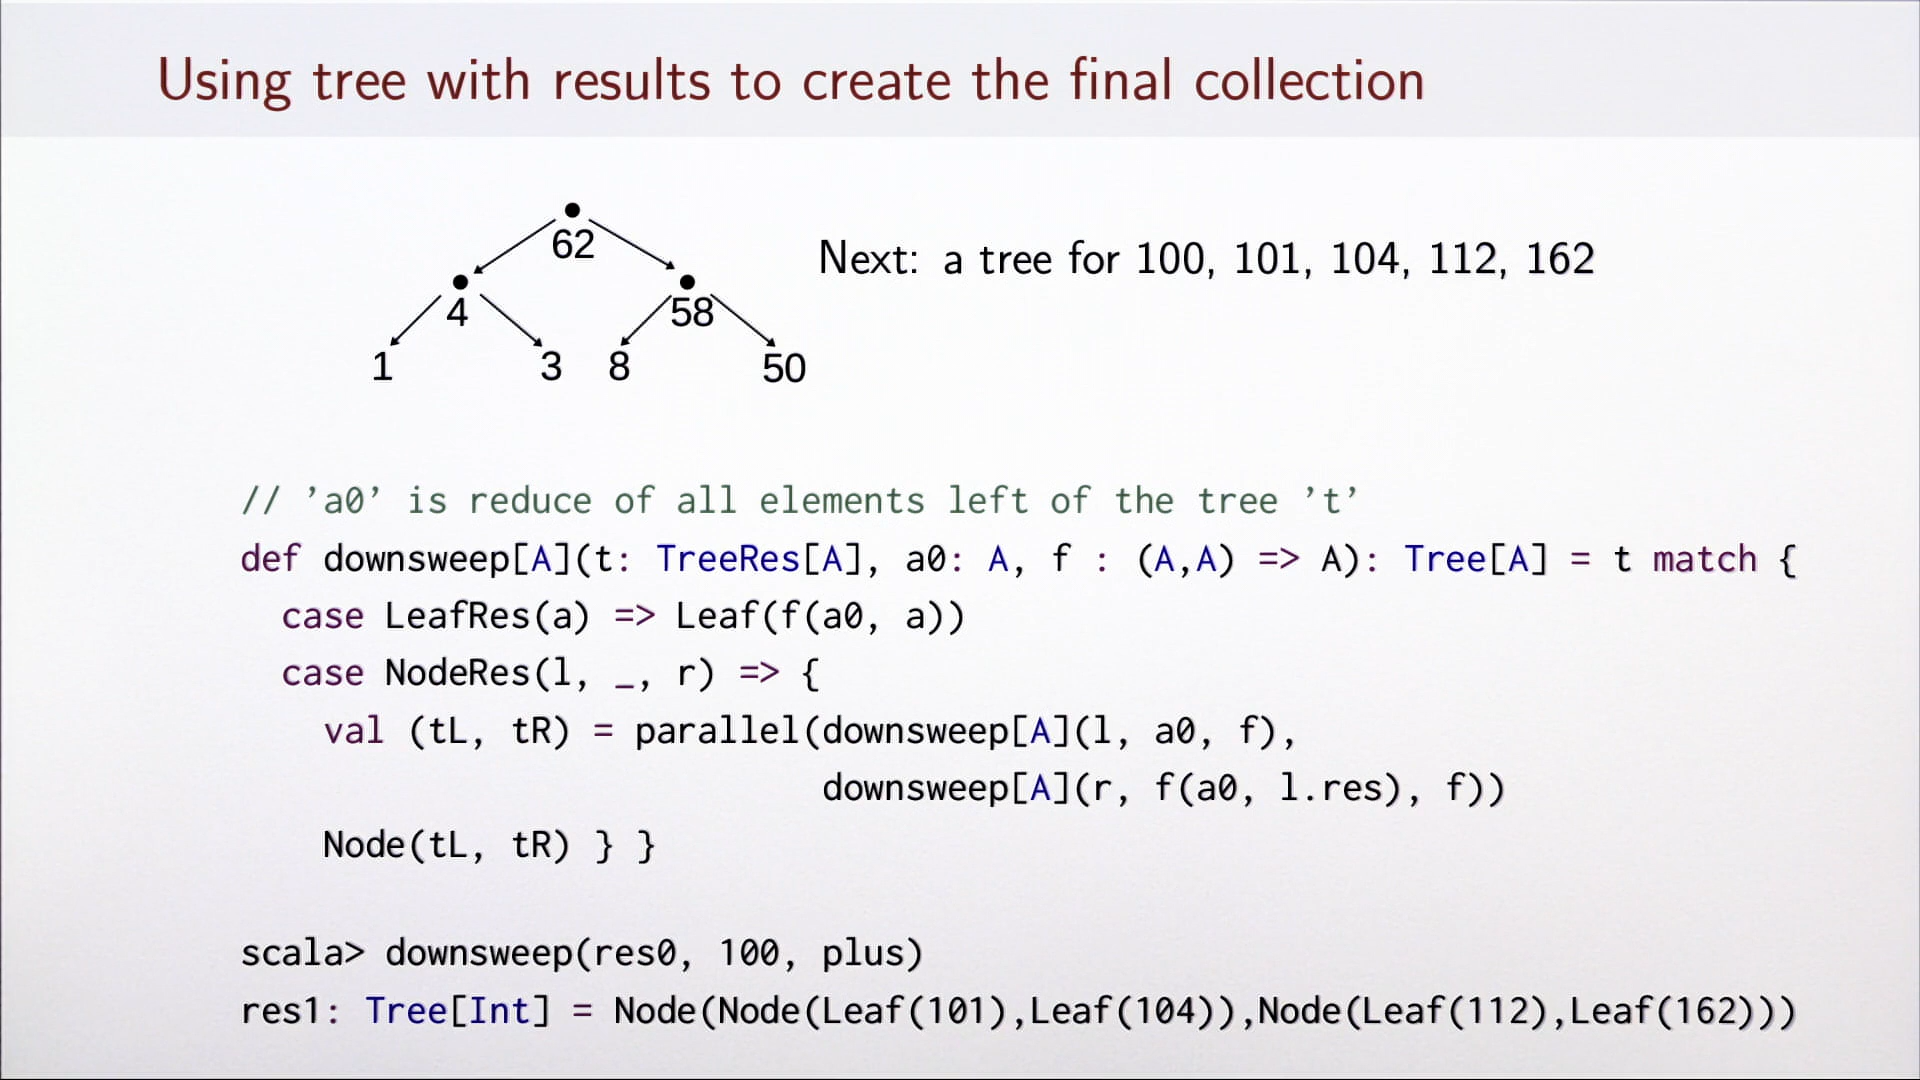 Using tree with results to create the final collection
62
Next: a tree for 100, 101, 104, 112, 162
4
58
1
3
8
50
// ’a0’ is reduce of all elements left of the tree ’t’
def downsweep[A](t: TreeRes[A], a0: A, f : (A,A) => A): Tree[A] = t match {
case LeafRes(a) => Leaf(f(a0, a))
case NodeRes(l, _, r) => {
val (tL, tR) = parallel(downsweep[A](l, a0, f),
downsweep[A](r, f(a0, l.res), f))
Node(tL, tR) } }
scala> downsweep(res0, 100, plus)
res1: Tree[Int] = Node(Node(Leaf(101),Leaf(104)),Node(Leaf(112),Leaf(162)))